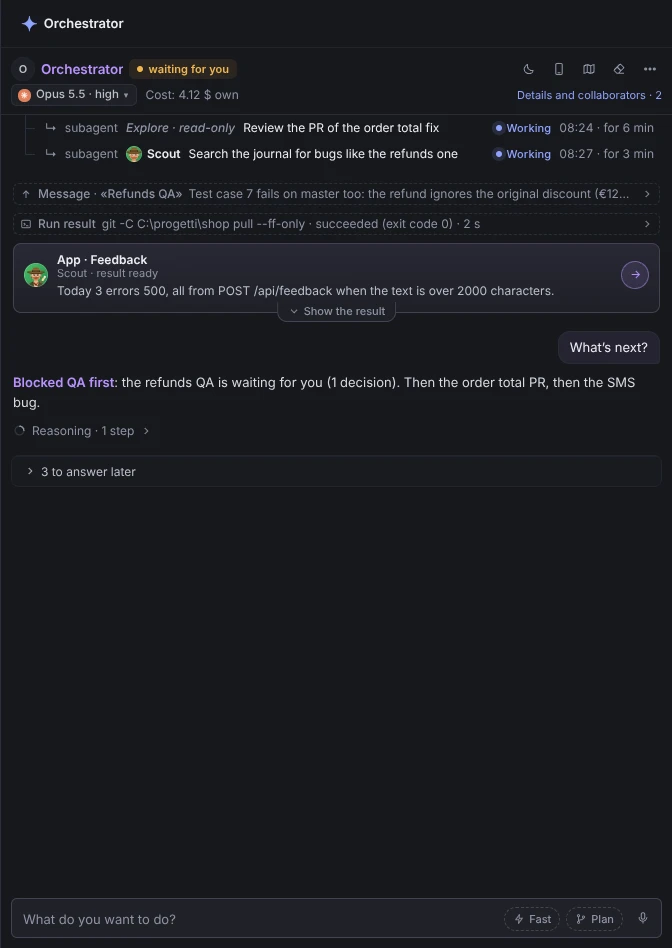 Orchestrator
O Orchestrator waiting for you
Opus 5.5 · high Cost: 4.12 $ own Details and collaborators · 2
subagent Explore · read-only Review the PR of the order total fix Working 08:24 · for 6 min
subagent Scout Search the journal for bugs like the refunds one Working 08:27 · for 3 min
Message · «Refunds QA» Test case 7 fails on master too: the refund ignores the original discount (€12...
Run result git -C C:\progetti\shop pull --ff-only · succeeded (exit code 0) · 2 s
App · Feedback
Scout · result ready
Today 3 errors 500, all from POST /api/feedback when the text is over 2000 characters.
Show the result
What's next?
Blocked QA first: the refunds QA is waiting for you (1 decision). Then the order total PR, then the SMS
bug.
Reasoning · 1 step
3 to answer later
What do you want to do? Fast Plan